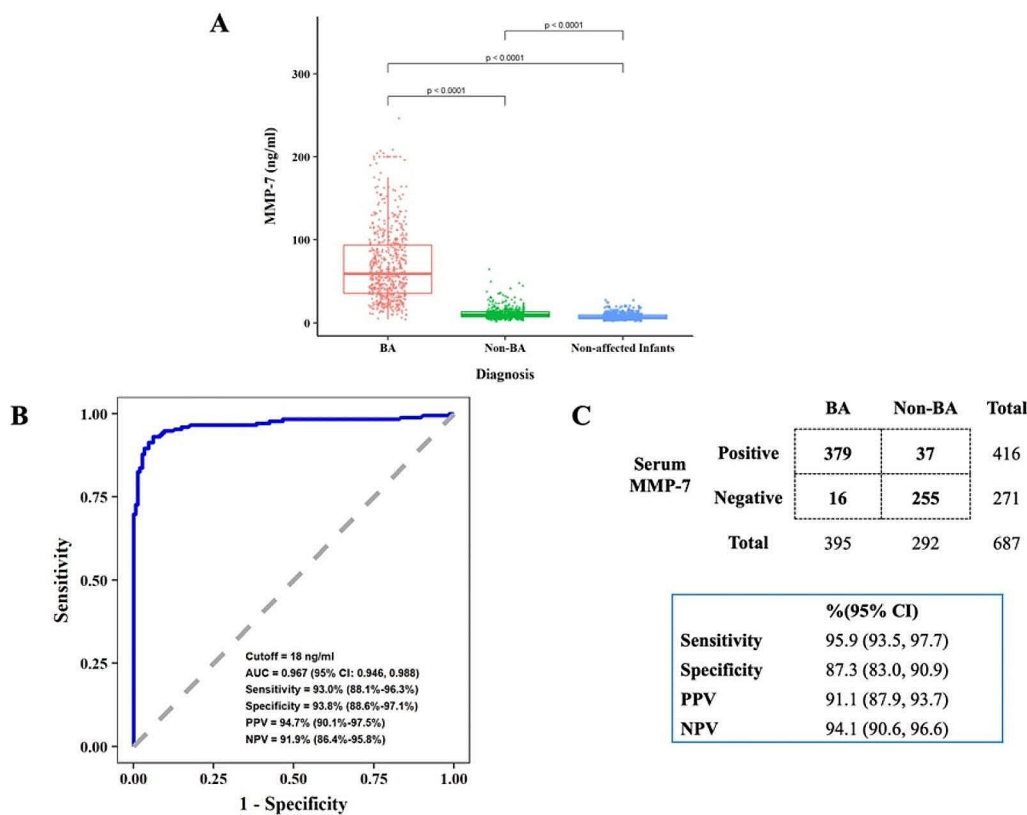 A
p < 0.0001
p < 0.0001
p < 0.0001
MMP-7 (ng/ml)
300
200
100
0
BA
Non-BA
Non-affected Infants
Diagnosis
B
Sensitivity
1.00
0.75
0.50
0.25
0.00
Cutoff = 18 ng/ml
AUC = 0.967 (95% CI: 0.946, 0.988)
Sensitivity = 93.0% (88.1%-96.3%)
Specificity = 93.8% (88.6%-97.1%)
PPV = 94.7% (90.1%-97.5%)
NPV = 91.9% (86.4%-95.8%)
0.00 0.25 0.50 0.75 1.00
1 - Specificity
C
BA Non-BA Total
Serum MMP-7
Positive 379 37 416
Negative 16 255 271
Total 395 292 687
%(95% CI)
Sensitivity 95.9 (93.5, 97.7)
Specificity 87.3 (83.0, 90.9)
PPV 91.1 (87.9, 93.7)
NPV 94.1 (90.6, 96.6)